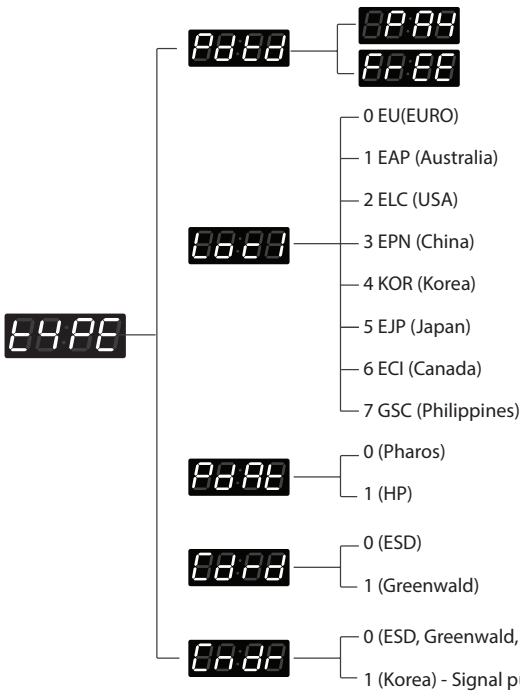 tYPE
Pdtd
PAY
FrEE
LocI
0 EU(EURO)
1 EAP (Australia)
2 ELC (USA)
3 EPN (China)
4 KOR (Korea)
5 EJP (Japan)
6 ECI (Canada)
7 GSC (Philippines)
PdAt
0 (Pharos)
1 (HP)
Cdrd
0 (ESD)
1 (Greenwald)
Cndr
0 (ESD, Greenwald,
1 (Korea) - Signal